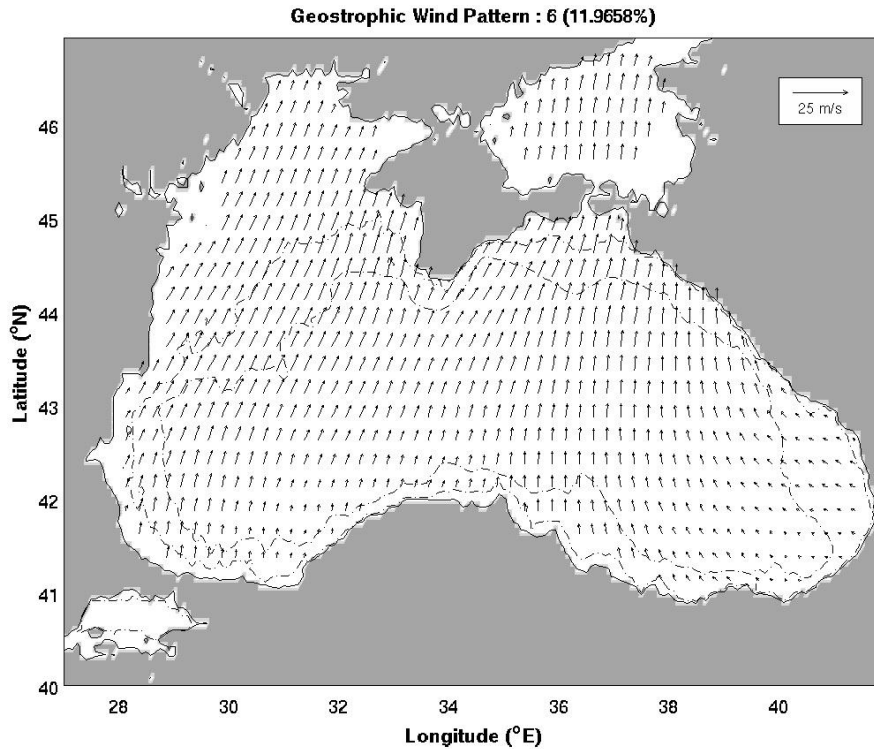 Geostrophic Wind Pattern : 6 (11.9658%)
25 m/s
46
45
44
43
42
41
40
Latitude (°N)
28 30 32 34 36 38 40
Longitude (°E)